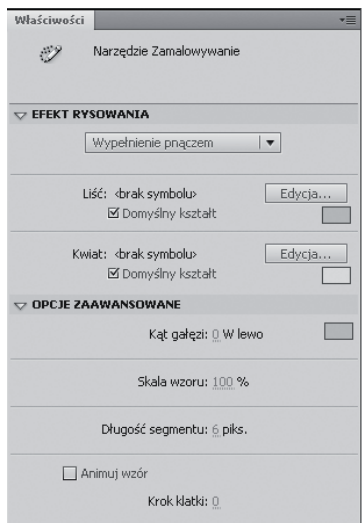 Właściwości
Narzędzie Zamalowywanie
EFEKT RYSOWANIA
Wypełnienie pnączem
Liść: <brak symbolu> Edycja...
Domyślny kształt
Kwiat: <brak symbolu> Edycja...
Domyślny kształt
OPCJE ZAAWANSOWANE
Kąt gałęzi: 0 W lewo
Skala wzoru: 100 %
Długość segmentu: 6 piks.
Animuj wzór
Krok klatki: 0